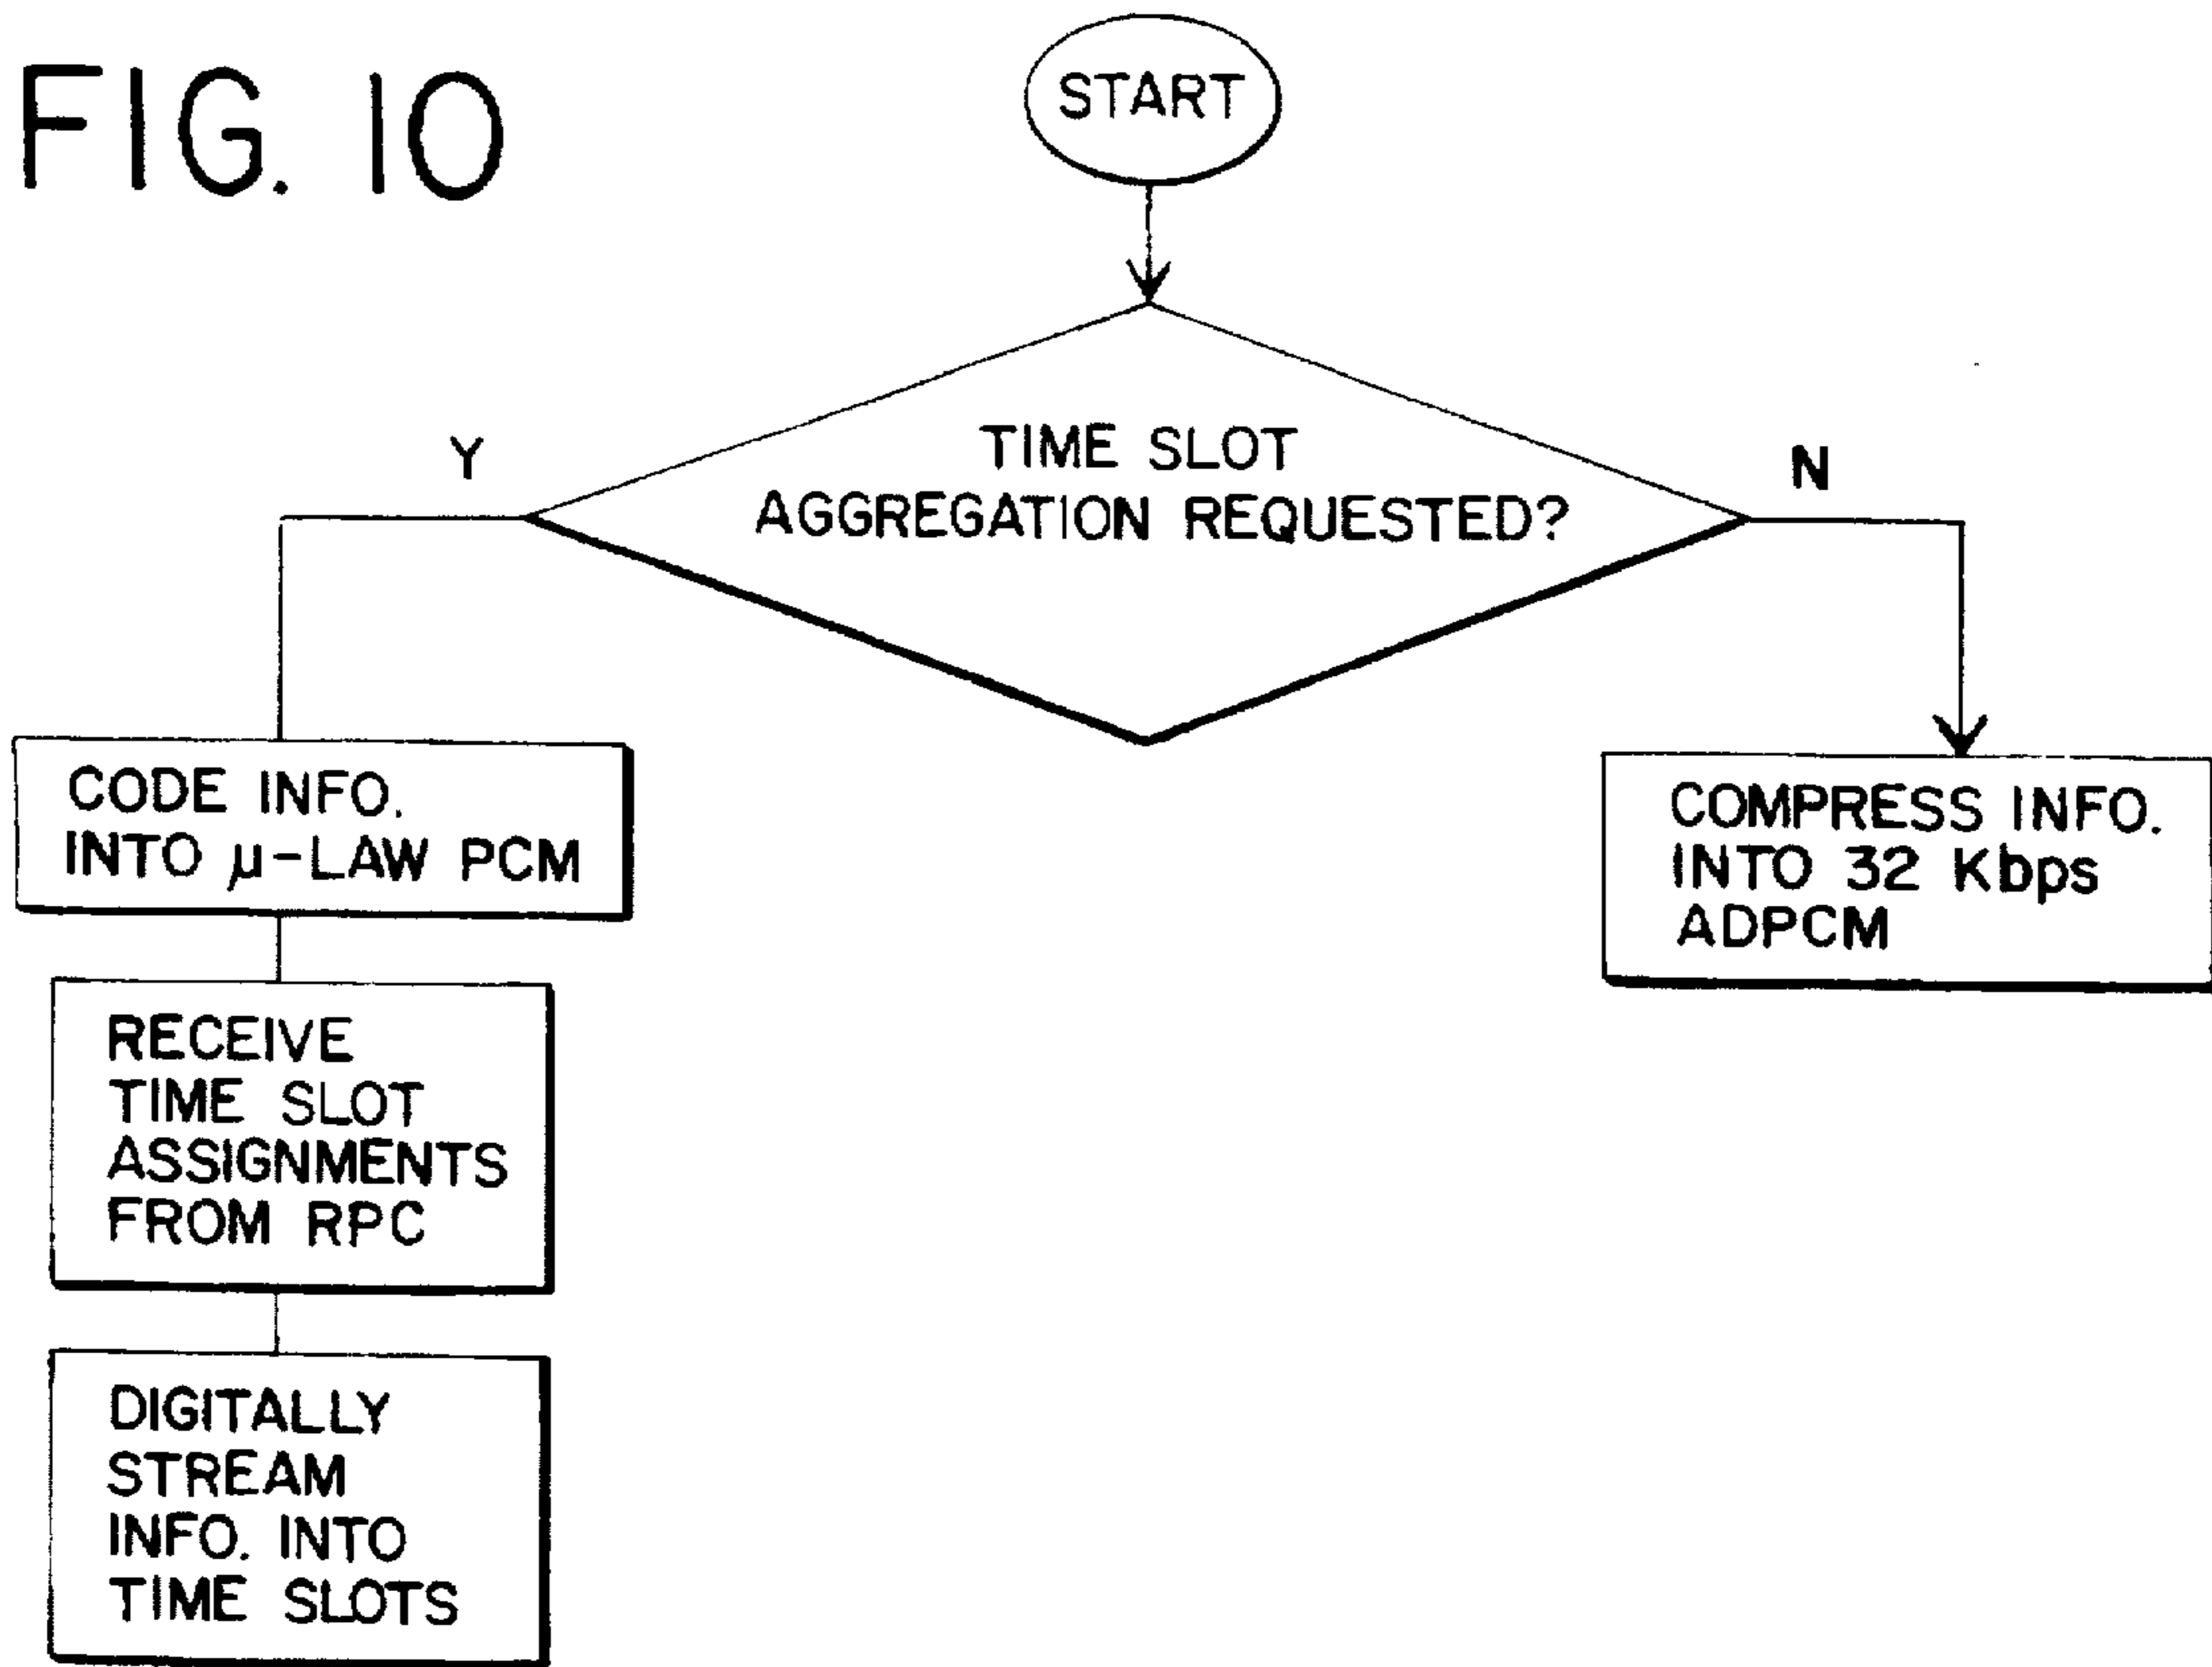 FIG. 10
START
TIME SLOT
AGGREGATION REQUESTED?
Y
N
CODE INFO.
INTO μ-LAW PCM
RECEIVE
TIME SLOT
ASSIGNMENTS
FROM RPC
DIGITALLY
STREAM
INFO. INTO
TIME SLOTS
COMPRESS INFO.
INTO 32 Kbps
ADPCM